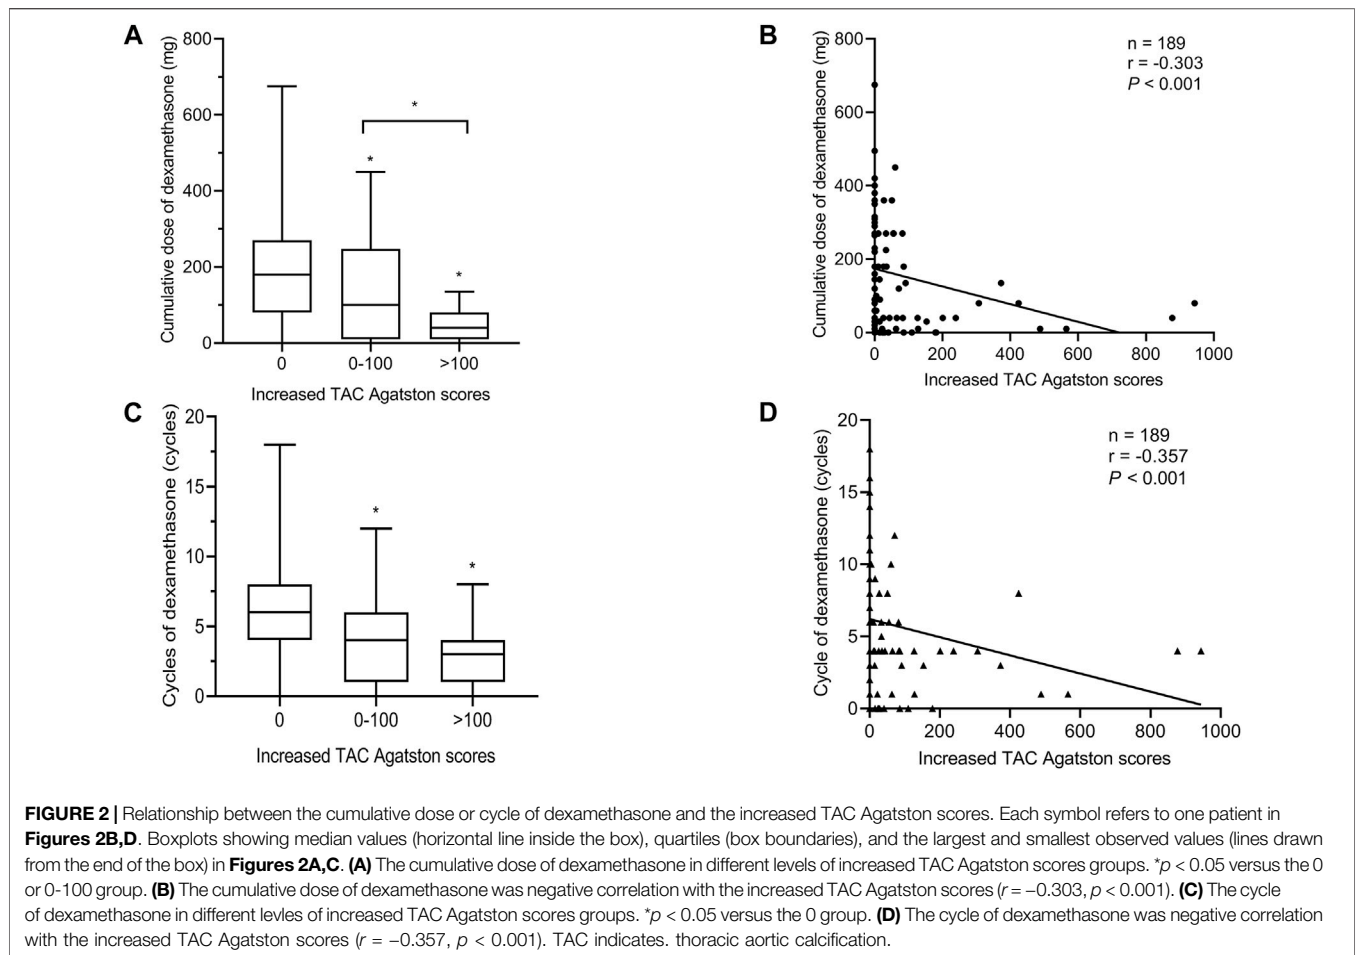 A
Cumulative dose of dexamethasone (mg)
800
600
400
200
0
*
*
*
0
0-100
>100
Increased TAC Agatston scores
B
Cumulative dose of dexamethasone (mg)
800
600
400
200
0
n = 189
r = -0.303
P < 0.001
0
200
400
600
800
1000
Increased TAC Agatston scores
C
Cycles of dexamethasone (cycles)
20
15
10
5
0
*
*
0
0-100
>100
Increased TAC Agatston scores
D
Cycle of dexamethasone (cycles)
20
15
10
5
0
n = 189
r = -0.357
P < 0.001
0
200
400
600
800
1000
Increased TAC Agatston scores
FIGURE 2 | Relationship between the cumulative dose or cycle of dexamethasone and the increased TAC Agatston scores. Each symbol refers to one patient in
Figures 2B,D. Boxplots showing median values (horizontal line inside the box), quartiles (box boundaries), and the largest and smallest observed values (lines drawn
from the end of the box) in Figures 2A,C. (A) The cumulative dose of dexamethasone in different levels of increased TAC Agatston scores groups. *p < 0.05 versus the 0
or 0-100 group. (B) The cumulative dose of dexamethasone was negative correlation with the increased TAC Agatston scores (r = −0.303, p < 0.001). (C) The cycle
of dexamethasone in different levles of increased TAC Agatston scores groups. *p < 0.05 versus the 0 group. (D) The cycle of dexamethasone was negative correlation
with the increased TAC Agatston scores (r = −0.357, p < 0.001). TAC indicates. thoracic aortic calcification.